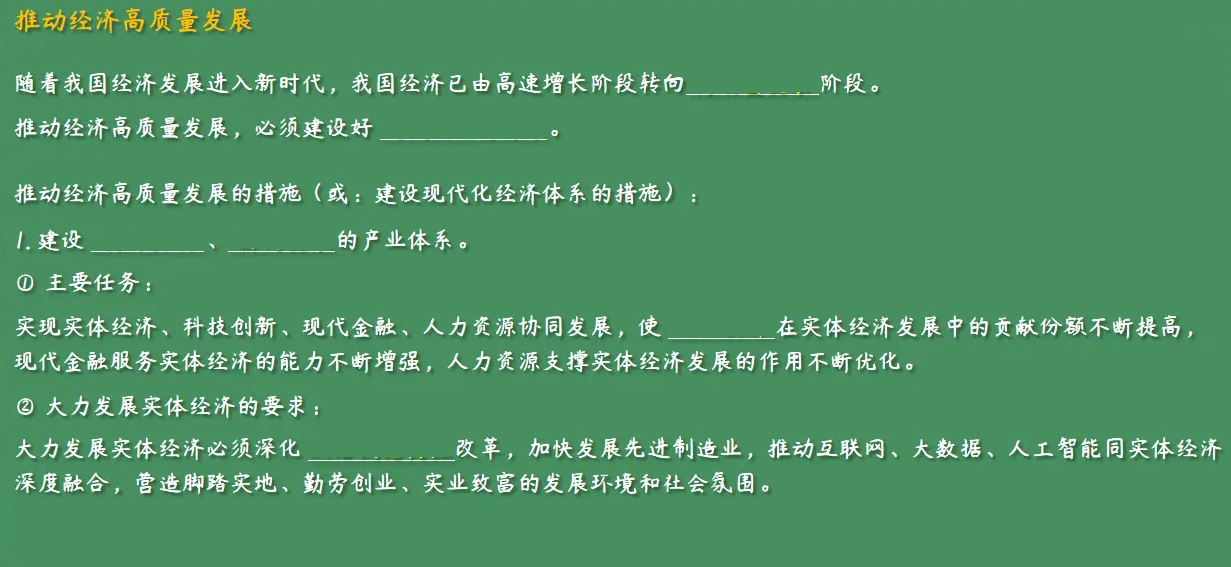 推动经济高质量发展
随着我国经济发展进入新时代，我国经济已由高速增长阶段转向__________阶段。
推动经济高质量发展，必须建设好 ____________。
推动经济高质量发展的措施（或：建设现代化经济体系的措施）：
1. 建设 ________、________的产业体系。
① 主要任务：
实现实体经济、科技创新、现代金融、人力资源协同发展，使 ________在实体经济发展中的贡献份额不断提高，
现代金融服务实体经济的能力不断增强，人力资源支撑实体经济发展的作用不断优化。
② 大力发展实体经济的要求：
大力发展实体经济必须深化 ___________改革，加快发展先进制造业，推动互联网、大数据、人工智能同实体经济
深度融合，营造脚踏实地、勤劳创业、实业致富的发展环境和社会氛围。